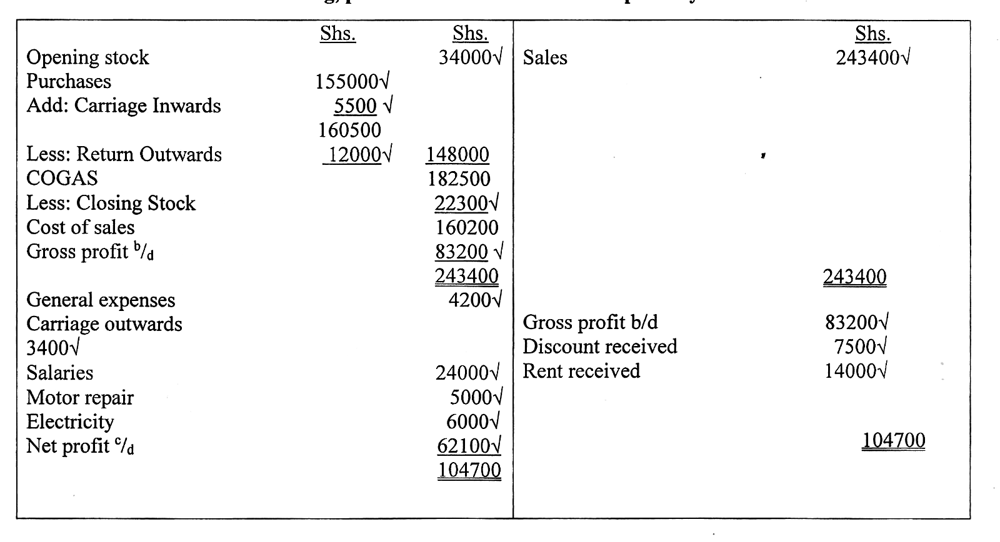 Shs. Shs. Shs.
Opening stock 34000√ Sales 243400√
Purchases 155000√
Add: Carriage Inwards 5500 √
160500
Less: Return Outwards 12000√ 148000
COGAS 182500
Less: Closing Stock 22300√
Cost of sales 160200
Gross profit b/d 83200 √
243400 243400
General expenses 4200√
Carriage outwards Gross profit b/d 83200√
3400√ Discount received 7500√
Salaries 24000√ Rent received 14000√
Motor repair 5000√
Electricity 6000√
Net profit c/d 62100√ 104700
104700